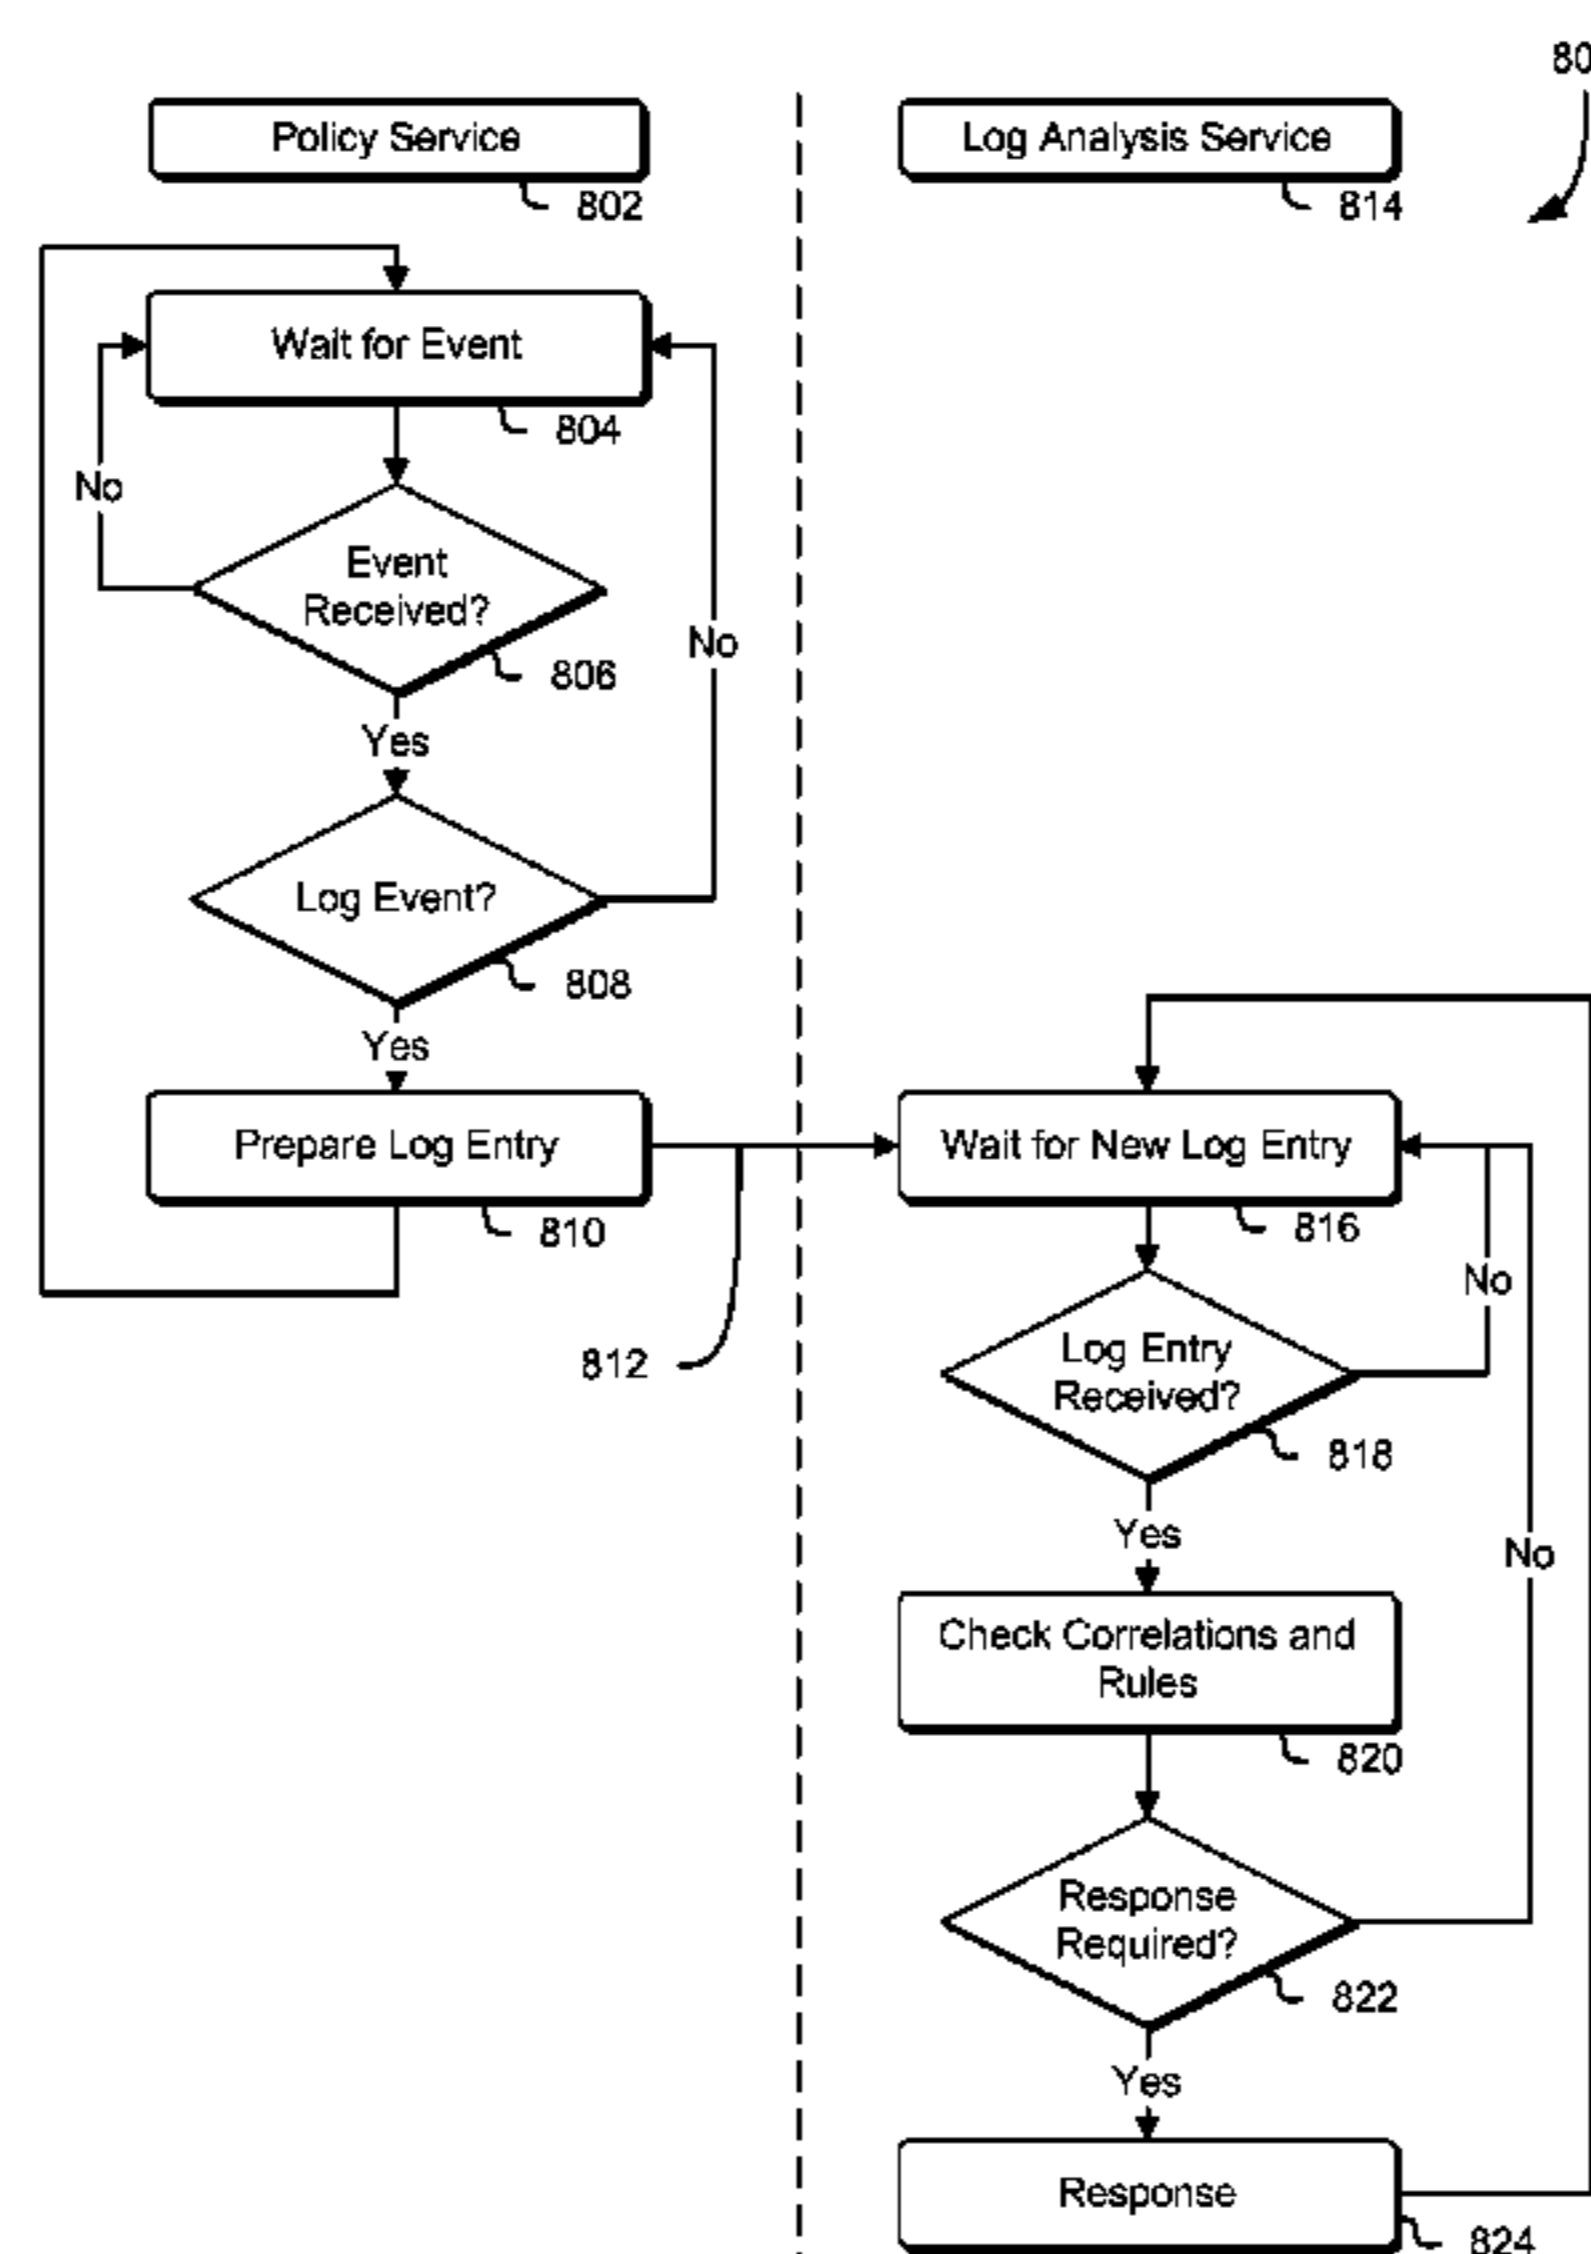 80
Policy Service
802
Log Analysis Service
814
Wait for Event
804
No
Event
Received?
806
No
Yes
Log Event?
808
Yes
Prepare Log Entry
810
812
Wait for New Log Entry
816
No
Log Entry
Received?
818
Yes
No
Check Correlations and
Rules
820
Response
Required?
822
Yes
Response
824